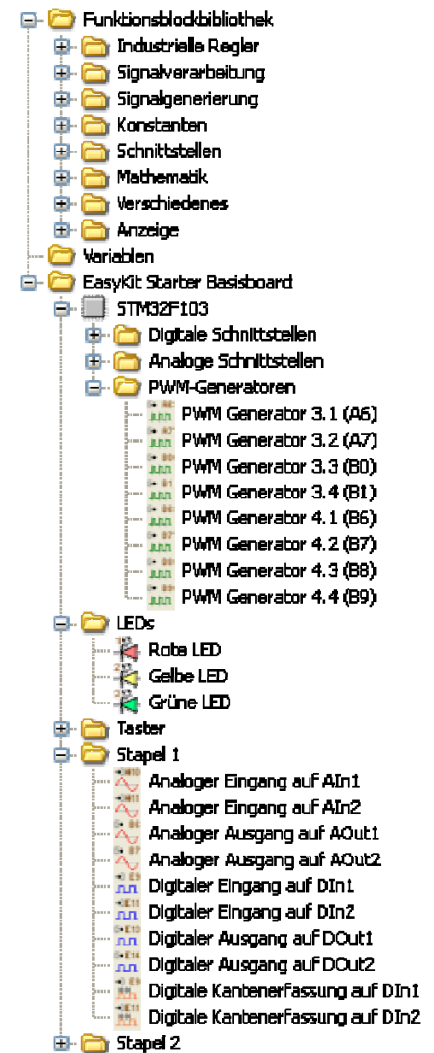 Funktionsblockbibliothek
Industrielle Regler
Signalverarbeitung
Signalgenerierung
Konstanten
Schnittstellen
Mathematik
Verschiedenes
Anzeige
Variablen
EasyKit Starter Basisboard
STM32F103
Digitale Schnittstellen
Analoge Schnittstellen
PWM-Generatoren
PWM Generator 3.1 (A6)
PWM Generator 3.2 (A7)
PWM Generator 3.3 (B0)
PWM Generator 3.4 (B1)
PWM Generator 4.1 (B6)
PWM Generator 4.2 (B7)
PWM Generator 4.3 (B8)
PWM Generator 4.4 (B9)
LEDs
Rote LED
Gelbe LED
Grüne LED
Taster
Stapel 1
Analoger Eingang auf AIn1
Analoger Eingang auf AIn2
Analoger Ausgang auf AOut1
Analoger Ausgang auf AOut2
Digitaler Eingang auf DIn1
Digitaler Eingang auf DIn2
Digitaler Ausgang auf DOut1
Digitaler Ausgang auf DOut2
Digitale Kantenerfassung auf DIn1
Digitale Kantenerfassung auf DIn2
Stapel 2